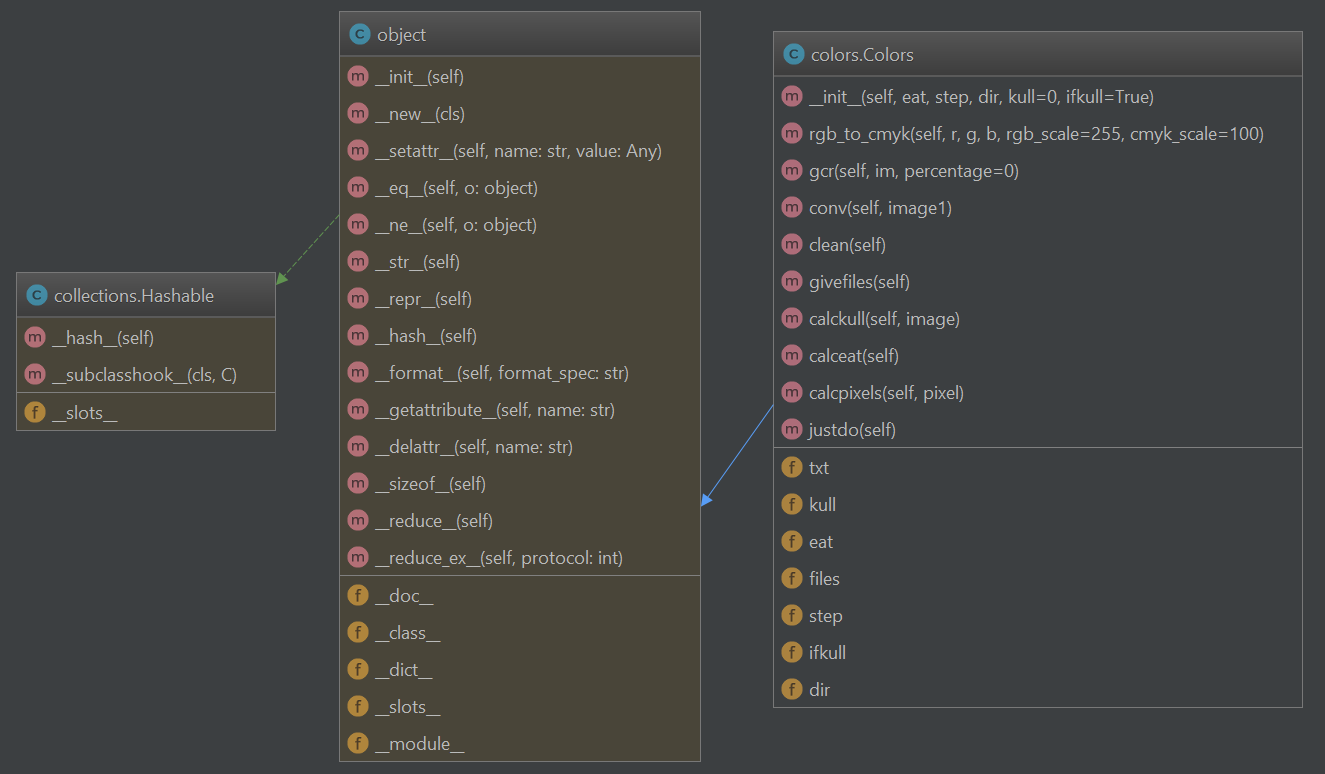 object
__init__(self)
__new__(cls)
__setattr__(self, name: str, value: Any)
__eq__(self, o: object)
__ne__(self, o: object)
__str__(self)
__repr__(self)
__hash__(self)
__format__(self, format_spec: str)
__getattribute__(self, name: str)
__delattr__(self, name: str)
__sizeof__(self)
__reduce__(self)
__reduce_ex__(self, protocol: int)
__doc__
__class__
__dict__
__slots__
__module__
collections.Hashable
__hash__(self)
__subclasshook__(cls, C)
__slots__
colors.Colors
__init__(self, eat, step, dir, kull=0, ifkull=True)
rgb_to_cmyk(self, r, g, b, rgb_scale=255, cmyk_scale=100)
gcr(self, im, percentage=0)
conv(self, image1)
clean(self)
givefiles(self)
calckull(self, image)
calceat(self)
calcpixels(self, pixel)
justdo(self)
txt
kull
eat
files
step
ifkull
dir